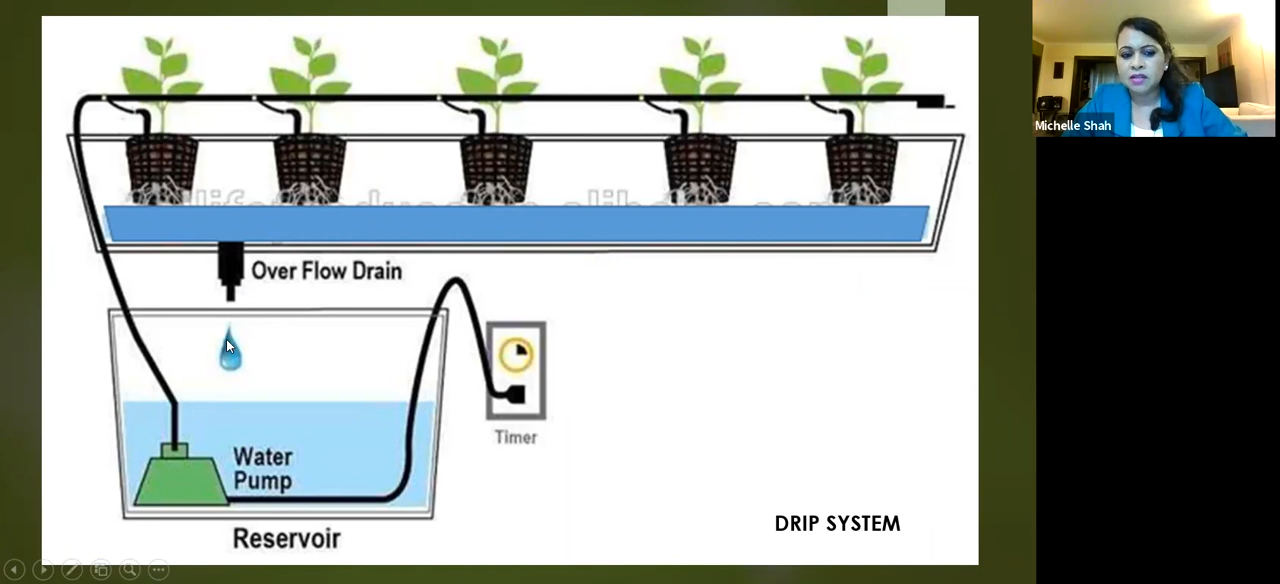 Michelle Shah
Over Flow Drain
Timer
Water
Pump
Reservoir
DRIP SYSTEM